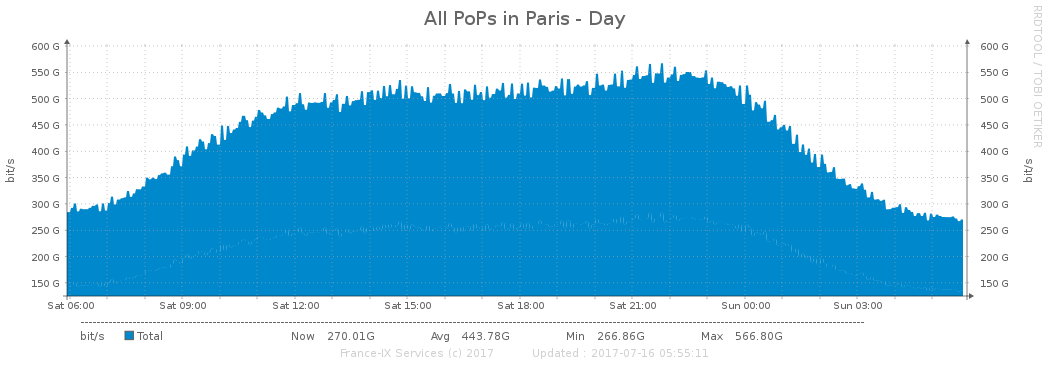 All PoPs in Paris - Day
RRDTOOL / TOBI OETIKER
600 G 600 G
550 G 550 G
500 G 500 G
450 G 450 G
400 G 400 G
350 G 350 G
300 G 300 G
250 G 250 G
200 G 200 G
150 G 150 G
bit/s bit/s
Sat 06:00 Sat 09:00 Sat 12:00 Sat 15:00 Sat 18:00 Sat 21:00 Sun 00:00 Sun 03:00
bit/s Total Now 270.01G Avg 443.78G Min 266.86G Max 566.80G
France-IX Services (c) 2017 Updated : 2017-07-16 05:55:11